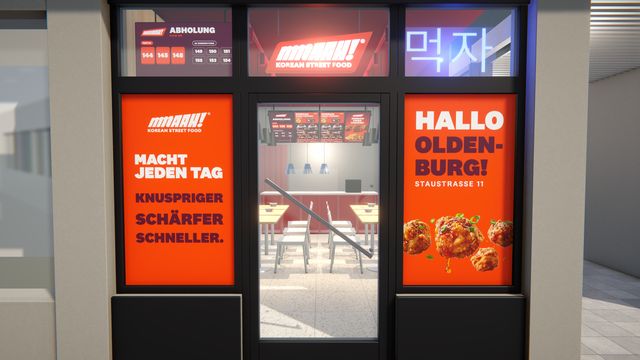 ABHOLUNG
MMAAH!®
KOREAN STREET FOOD
먹자
MMAAH!®
KOREAN STREET FOOD
MACHT
JEDEN TAG
KNUSPRIGER
SCHÄRFER
SCHNELLER.
HALLO
OLDEN-
BURG!
STAUSTRASSE 11